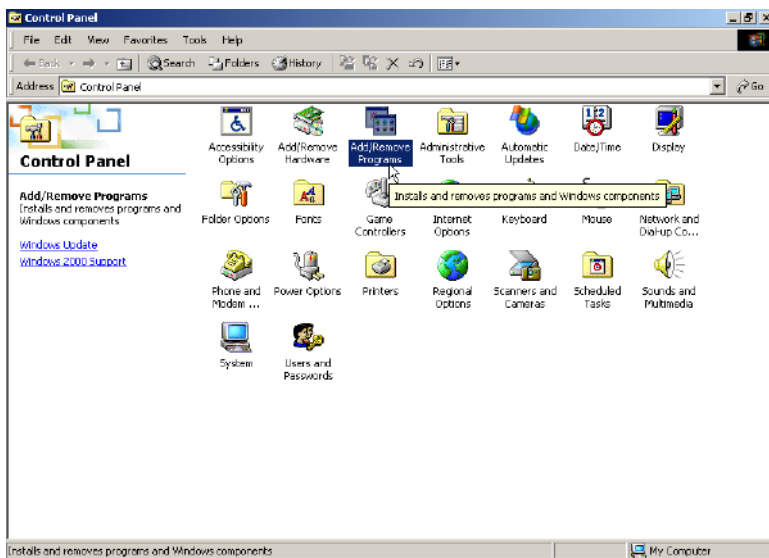 Control Panel
File Edit View Favorites Tools Help
Back Search Folders History
Address Control Panel Go
Control Panel
Add/Remove Programs
Installs and removes programs and
Windows components
Windows Update
Windows 2000 Support
Accessibility
Options
Add/Remove
Hardware
Add/Remove
Programs
Administrative
Tools
Automatic
Updates
Date/Time
Display
Installs and removes programs and Windows components
Folder Options
Fonts
Game
Controllers
Internet
Options
Keyboard
Mouse
Network and
Dial-up Co...
Phone and
Modem ...
Power Options
Printers
Regional
Options
Scanners and
Cameras
Scheduled
Tasks
Sounds and
Multimedia
System
Users and
Passwords
Installs and removes programs and Windows components
My Computer